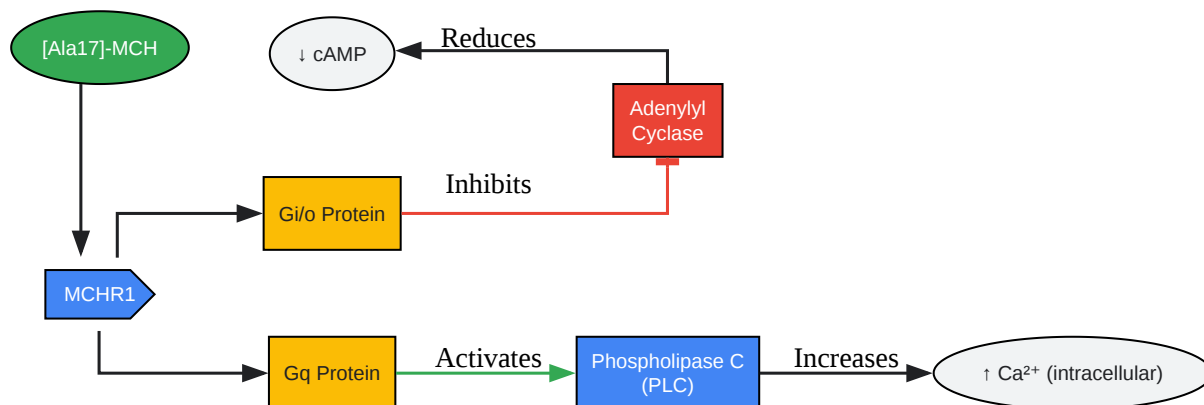 [Ala17]-MCH
↓ cAMP
Reduces
Adenylyl
Cyclase
Inhibits
Gi/o Protein
MCHR1
Gq Protein
Activates
Phospholipase C
(PLC)
Increases
↑ Ca²⁺ (intracellular)